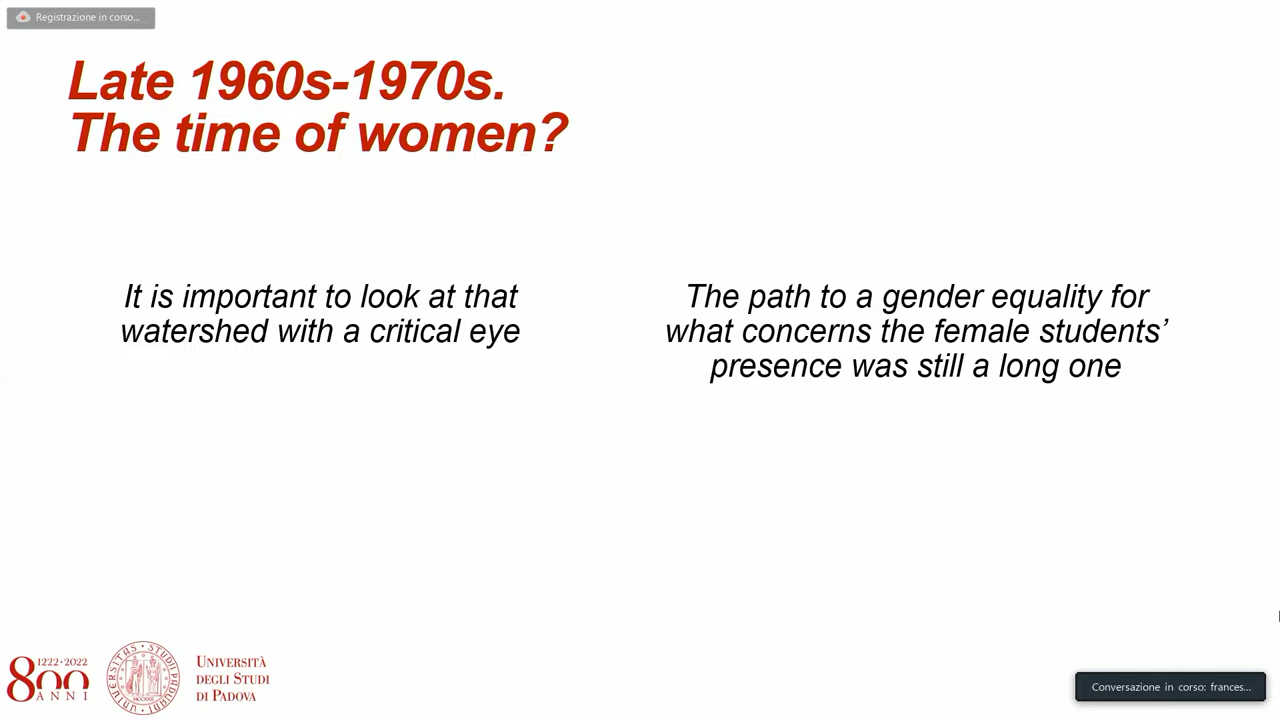 Registrazione in corso...
Late 1960s-1970s.
The time of women?
It is important to look at that
watershed with a critical eye
The path to a gender equality for
what concerns the female students’
presence was still a long one
1222·2022
800
ANNI
UNIVERSITÀ
DEGLI STUDI
DI PADOVA
Conversazione in corso: frances...